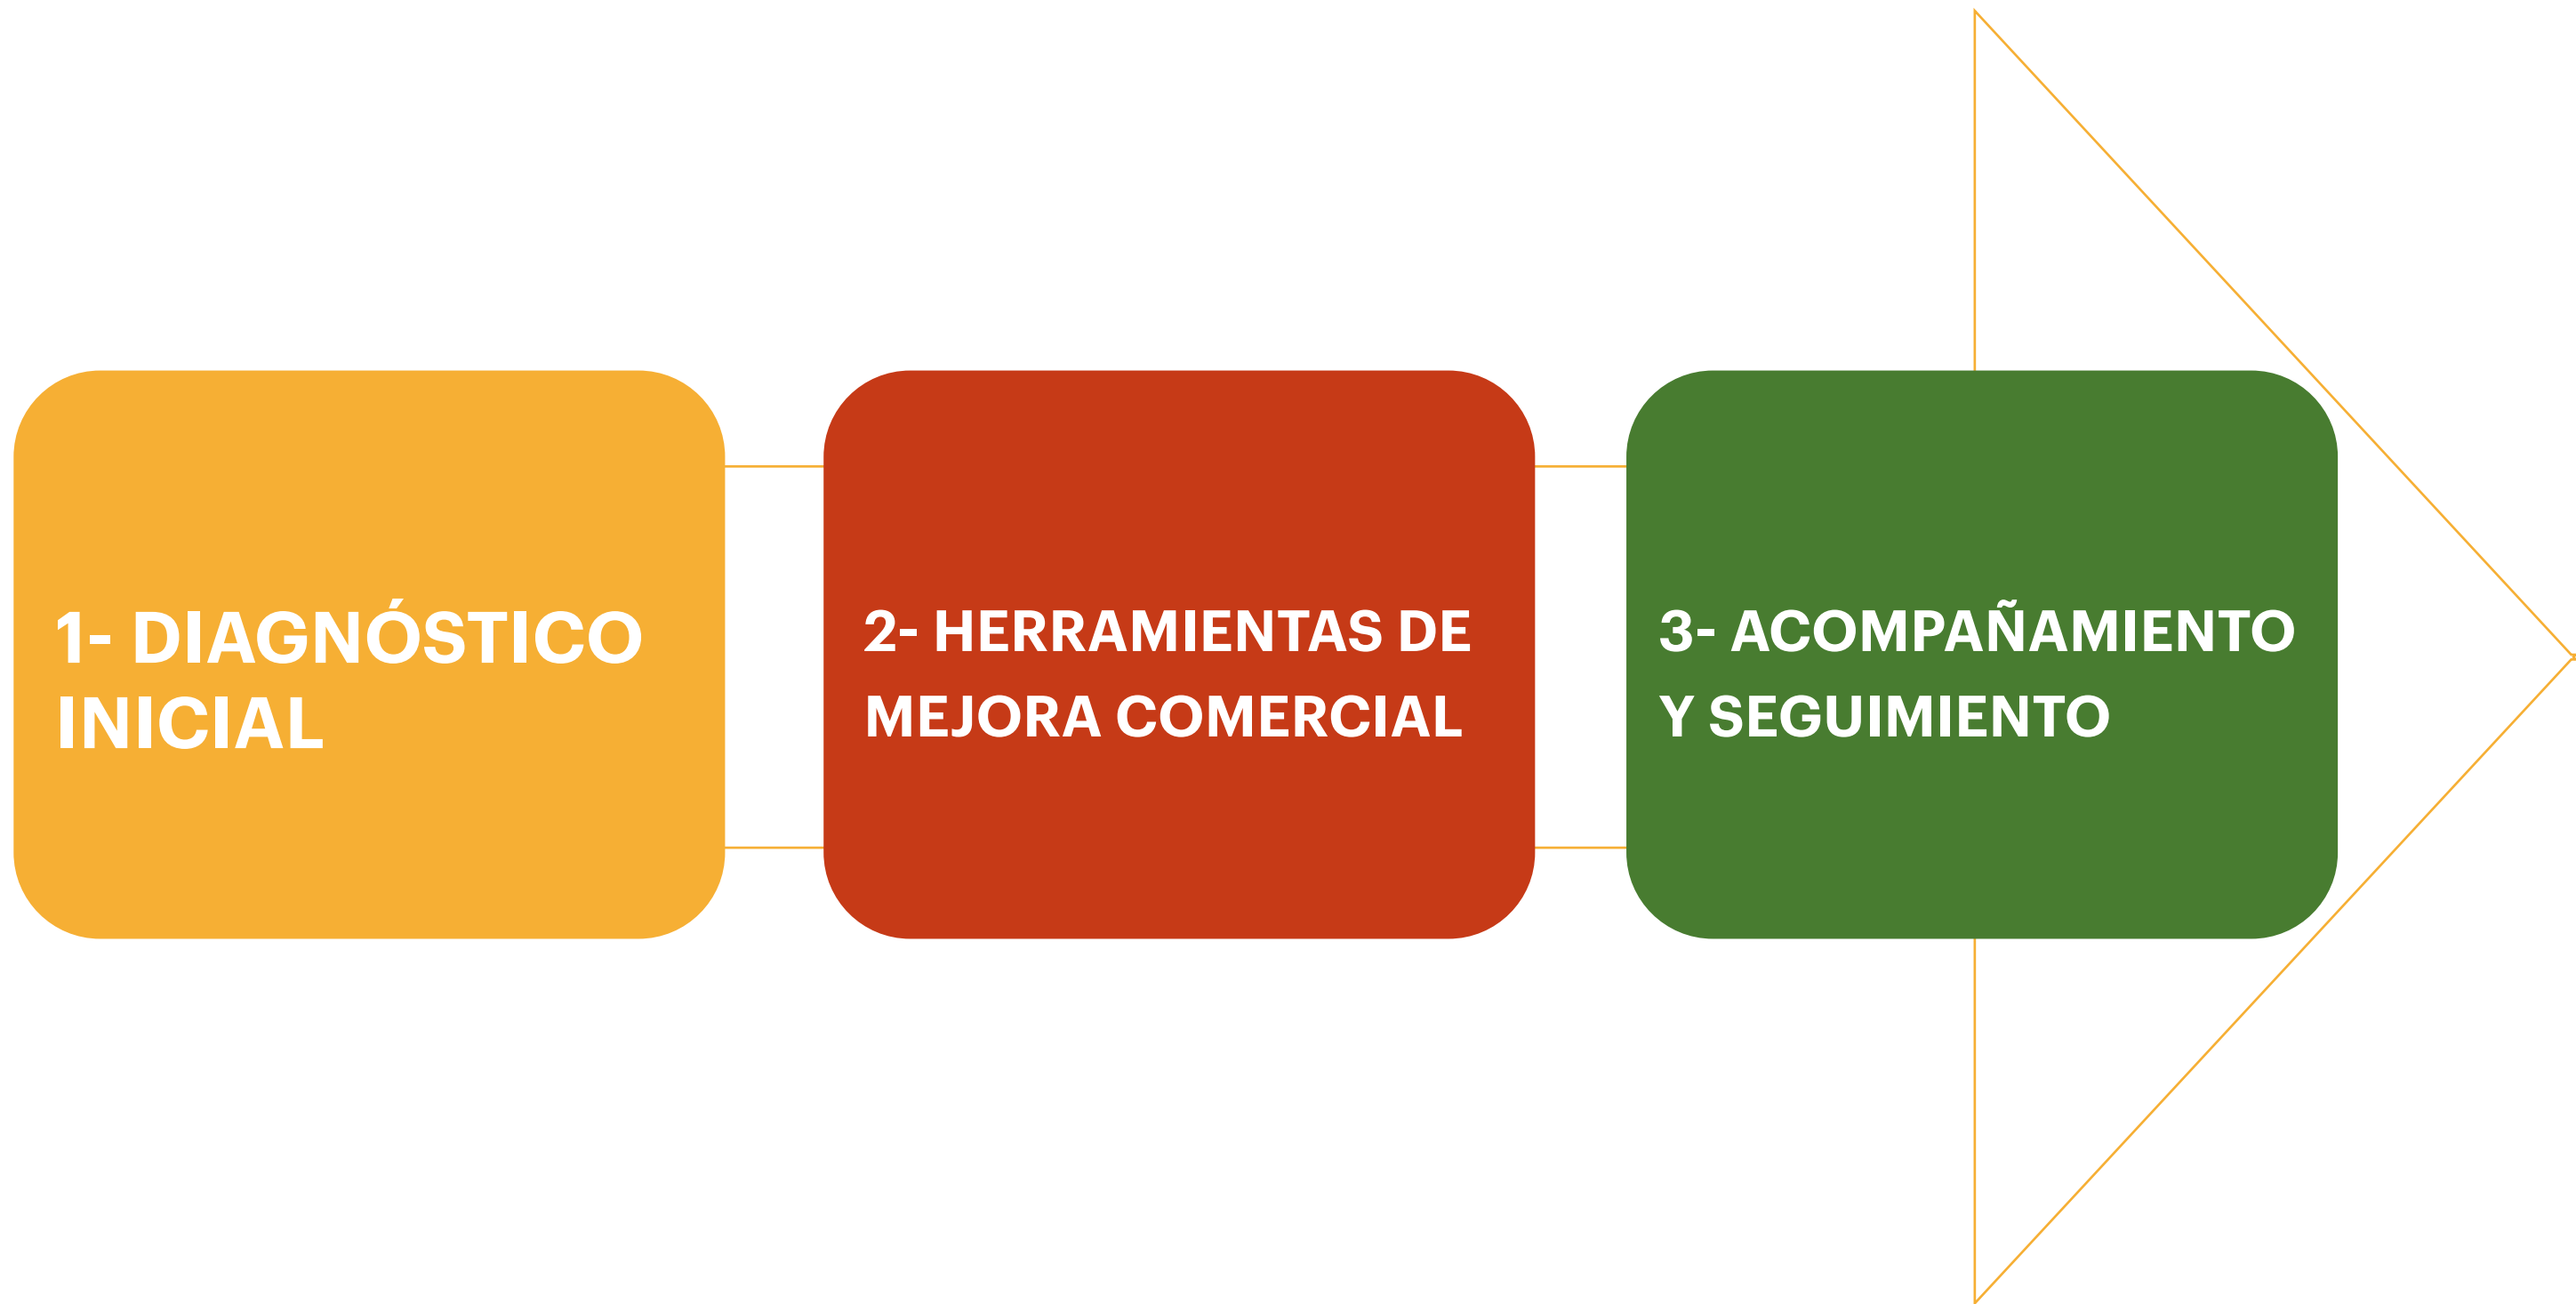 1- DIAGNÓSTICO
INICIAL
2- HERRAMIENTAS DE
MEJORA COMERCIAL
3- ACOMPAÑAMIENTO
Y SEGUIMIENTO